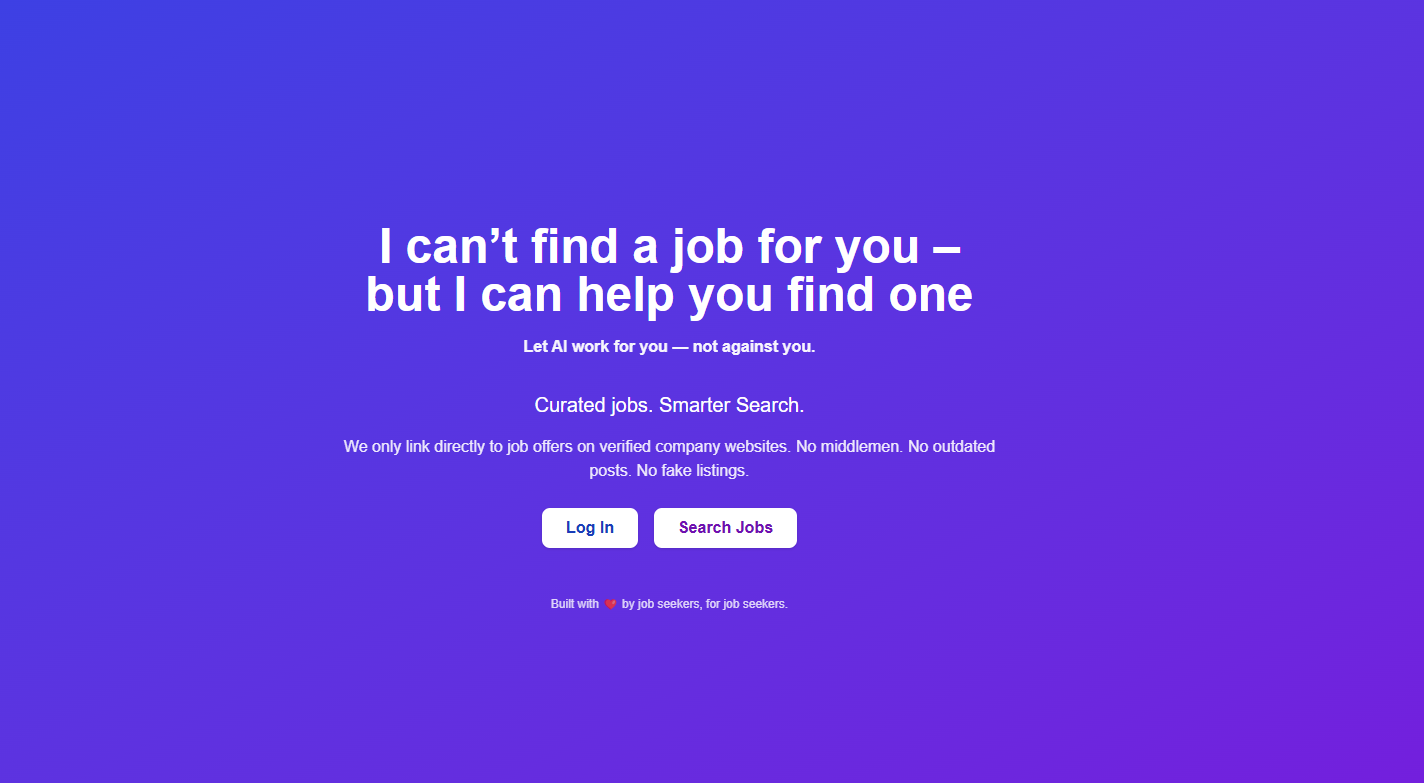 I can’t find a job for you –
but I can help you find one
Let AI work for you — not against you.
Curated jobs. Smarter Search.
We only link directly to job offers on verified company websites. No middlemen. No outdated
posts. No fake listings.
Log In
Search Jobs
Built with ❤️ by job seekers, for job seekers.